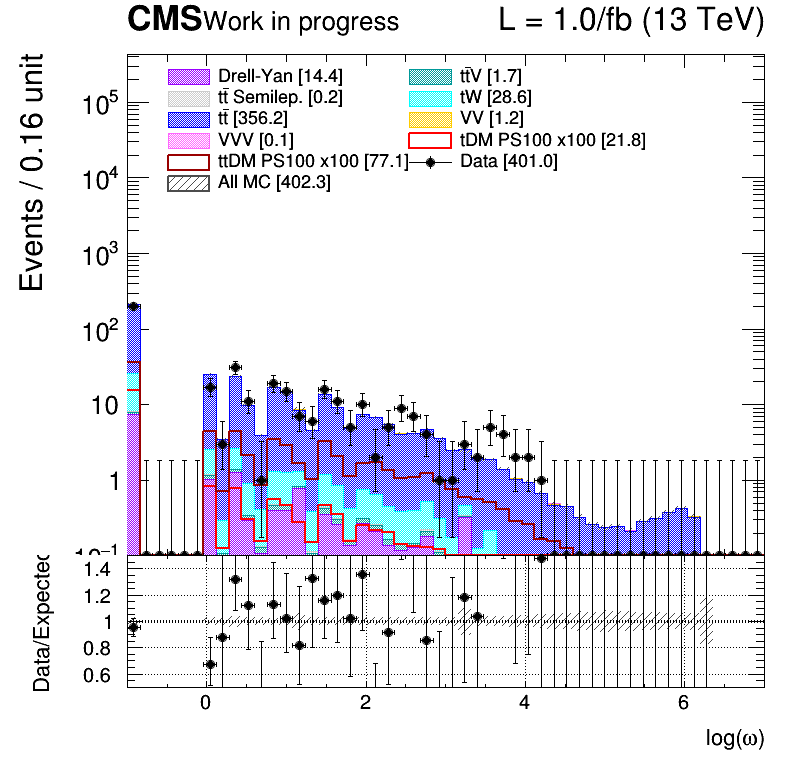 CMS Work in progress L = 1.0/fb (13 TeV)
Drell-Yan [14.4] tt̄V [1.7]
tt̄ Semilep. [0.2] tW [28.6]
tt̄ [356.2] VV [1.2]
VVV [0.1] tDM PS100 x100 [21.8]
ttDM PS100 x100 [77.1] Data [401.0]
All MC [402.3]
Events / 0.16 unit
10⁵
10⁴
10³
10²
10
1
10⁻¹
Data/Expected
1.4
1.2
1
0.8
0.6
0 2 4 6
log(ω)